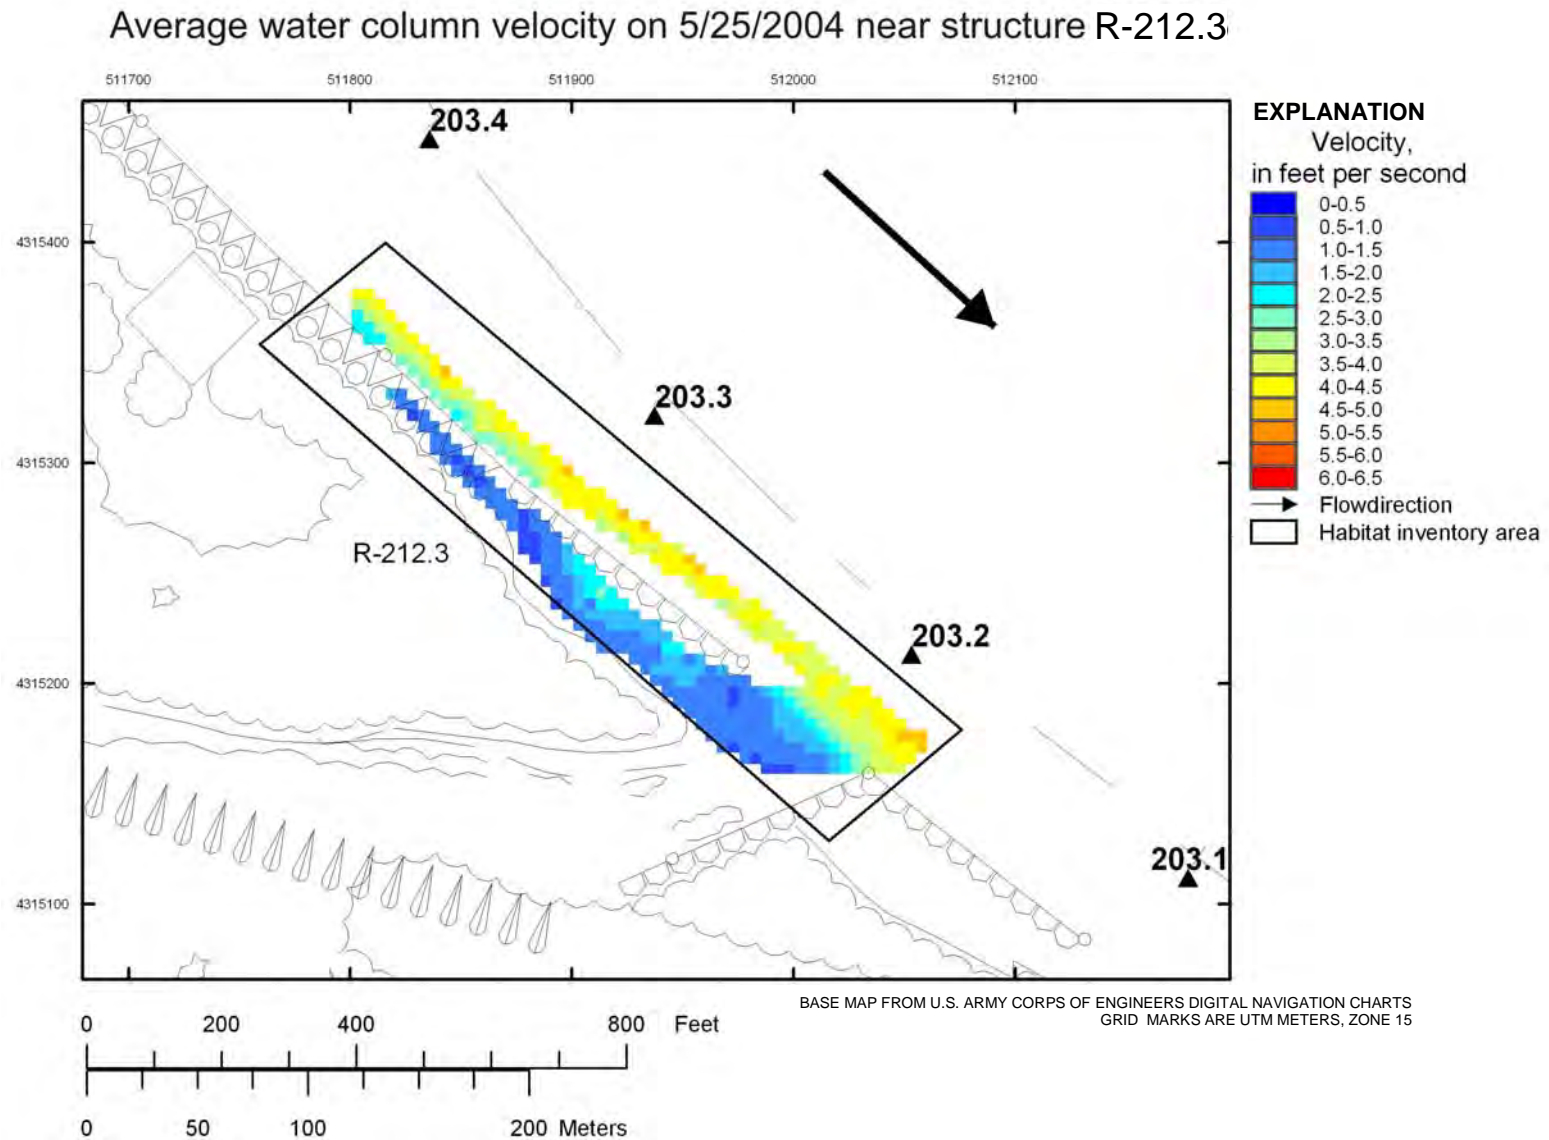 Average water column velocity on 5/25/2004 near structure R-212.3
511700 511800 511900 512000 512100
203.4
4315400
203.3
4315300
R-212.3
203.2
4315200
203.1
4315100
EXPLANATION
Velocity,
in feet per second
0-0.5
0.5-1.0
1.0-1.5
1.5-2.0
2.0-2.5
2.5-3.0
3.0-3.5
3.5-4.0
4.0-4.5
4.5-5.0
5.0-5.5
5.5-6.0
6.0-6.5
Flowdirection
Habitat inventory area
BASE MAP FROM U.S. ARMY CORPS OF ENGINEERS DIGITAL NAVIGATION CHARTS
GRID MARKS ARE UTM METERS, ZONE 15
0 200 400 800 Feet
0 50 100 200 Meters